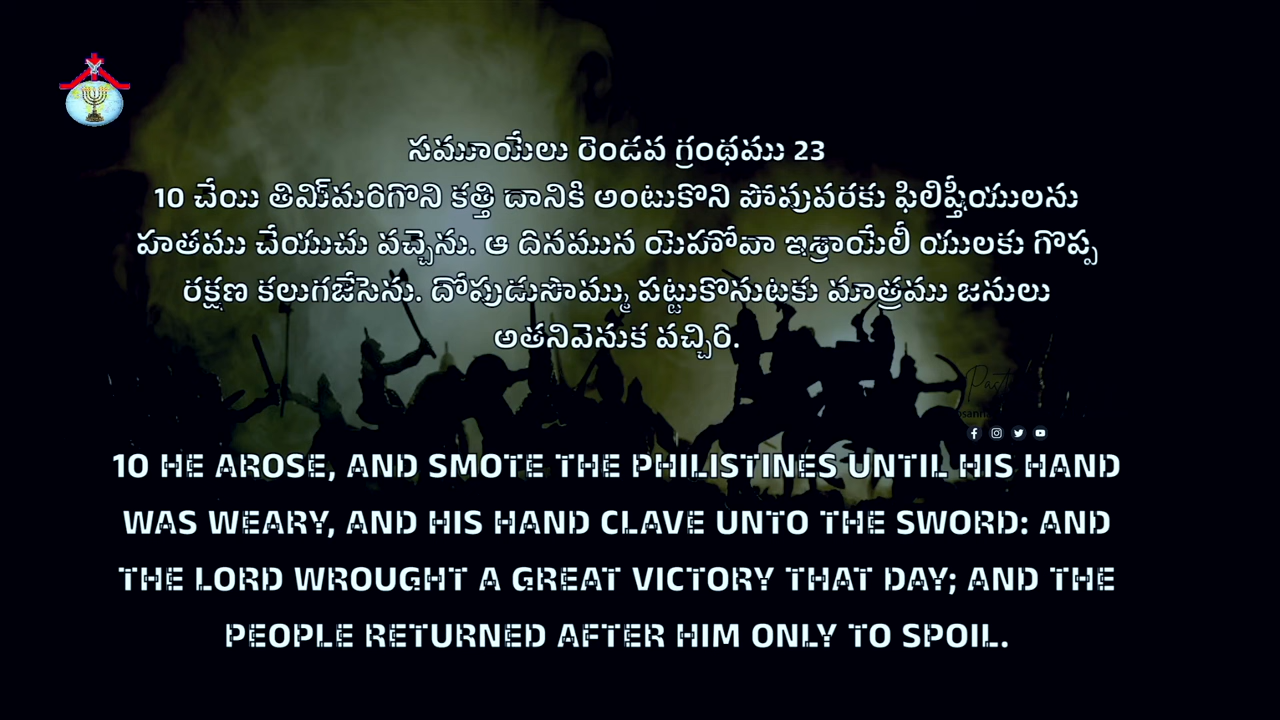 సమూయేలు రెండవ గ్రంథము 23
10 చేయి తిమ్మిరిగొని కత్తి దానికి అంటుకొని పోవువరకు ఫిలిష్తీయులను
హతము చేయుచు వచ్చెను. ఆ దినమున యెహోవా ఇశ్రాయేలీ యులకు గొప్ప
రక్షణ కలుగజేసెను. దోపుడుసొమ్ము పట్టుకొనుటకు మాత్రము జనులు
అతనివెనుక వచ్చిరి.
10 HE AROSE, AND SMOTE THE PHILISTINES UNTIL HIS HAND
WAS WEARY, AND HIS HAND CLAVE UNTO THE SWORD: AND
THE LORD WROUGHT A GREAT VICTORY THAT DAY; AND THE
PEOPLE RETURNED AFTER HIM ONLY TO SPOIL.